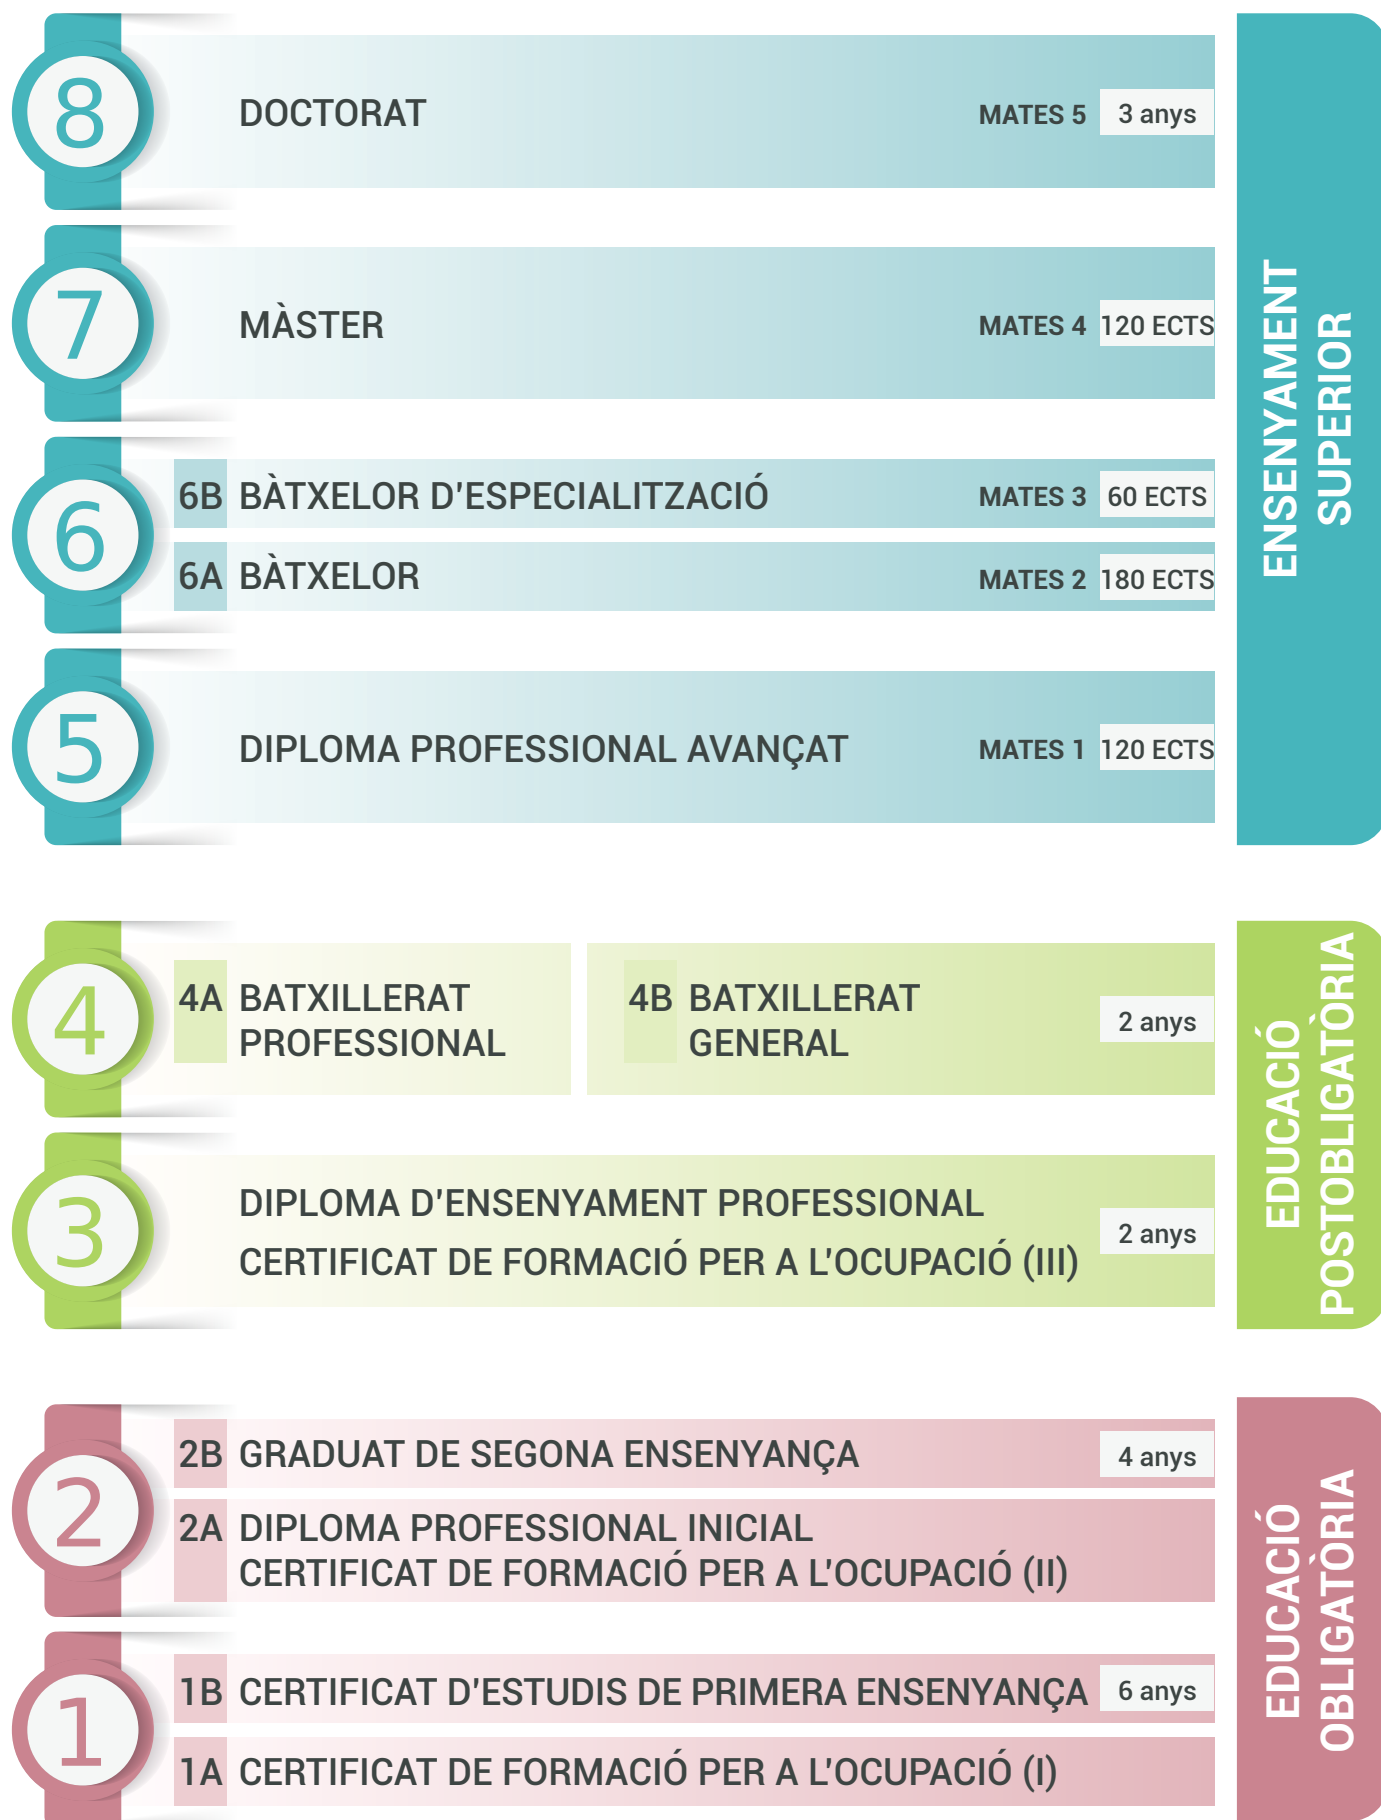 8
DOCTORAT
MATES 5
3 anys
7
MÀSTER
MATES 4
120 ECTS
6
6B BÀTXELOR D'ESPECIALITZACIÓ
MATES 3
60 ECTS
6A BÀTXELOR
MATES 2
180 ECTS
5
DIPLOMA PROFESSIONAL AVANÇAT
MATES 1
120 ECTS
ENSENYAMENT
SUPERIOR
4
4A BATXILLERAT
PROFESSIONAL
4B BATXILLERAT
GENERAL
2 anys
3
DIPLOMA D'ENSENYAMENT PROFESSIONAL
CERTIFICAT DE FORMACIÓ PER A L'OCUPACIÓ (III)
2 anys
EDUCACIÓ
POSTOBLIGATÒRIA
2
2B GRADUAT DE SEGONA ENSENYANÇA
4 anys
2A DIPLOMA PROFESSIONAL INICIAL
CERTIFICAT DE FORMACIÓ PER A L'OCUPACIÓ (II)
1
1B CERTIFICAT D'ESTUDIS DE PRIMERA ENSENYANÇA
6 anys
1A CERTIFICAT DE FORMACIÓ PER A L'OCUPACIÓ (I)
EDUCACIÓ
OBLIGATÒRIA